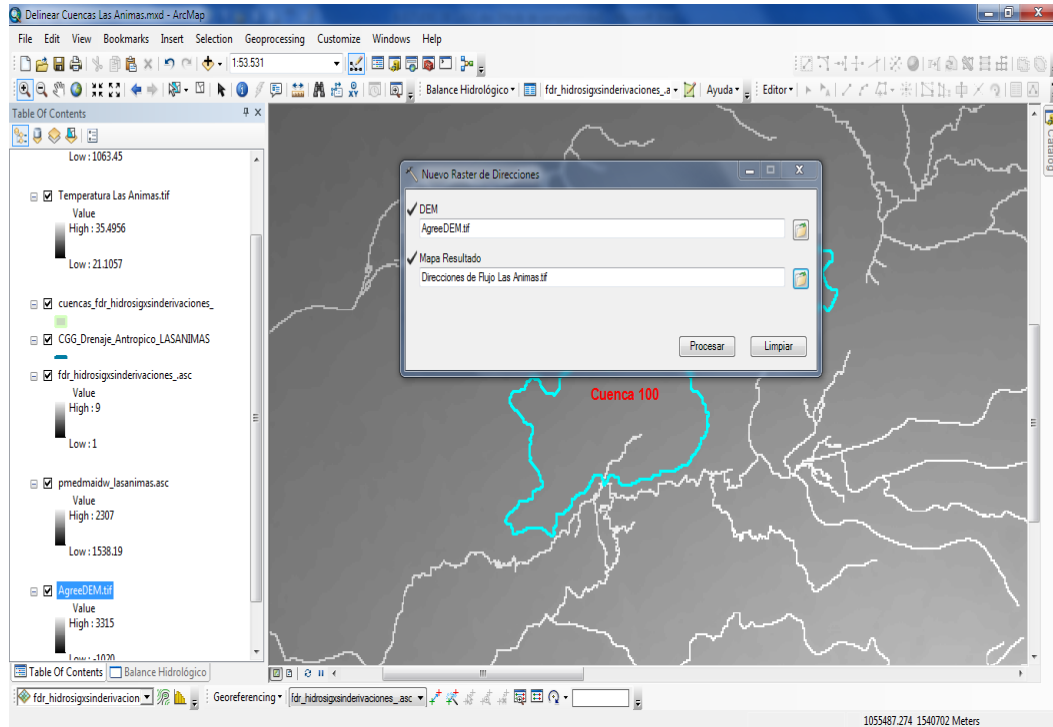 Delinear Cuencas Las Animas.mxd - ArcMap
File Edit View Bookmarks Insert Selection Geoprocessing Customize Windows Help
1:53.531
Balance Hidrológico fdr_hidrosigxsinderivaciones_.a Ayuda Editor
Table Of Contents
Catalog
Low : 1063.45
Temperatura Las Animas.tif
Value
High : 35.4956
Low : 21.1057
cuencas_fdr_hidrosigxsinderivaciones_
CGG_Drenaje_Antropico_LASANIMAS
fdr_hidrosigxsinderivaciones_.asc
Value
High : 9
Low : 1
pmedmaidw_lasanimas.asc
Value
High : 2307
Low : 1538.19
AgreeDEM.tif
Value
High : 3315
Low : -1020
Nuevo Raster de Direcciones
DEM
AgreeDEM.tif
Mapa Resultado
Direcciones de Flujo Las Animas.tif
Procesar Limpiar
Cuenca 100
Table Of Contents Balance Hidrológico
fdr_hidrosigxsinderivacion Georeferencing fdr_hidrosigxsinderivaciones_.asc
1055487.274 1540702 Meters